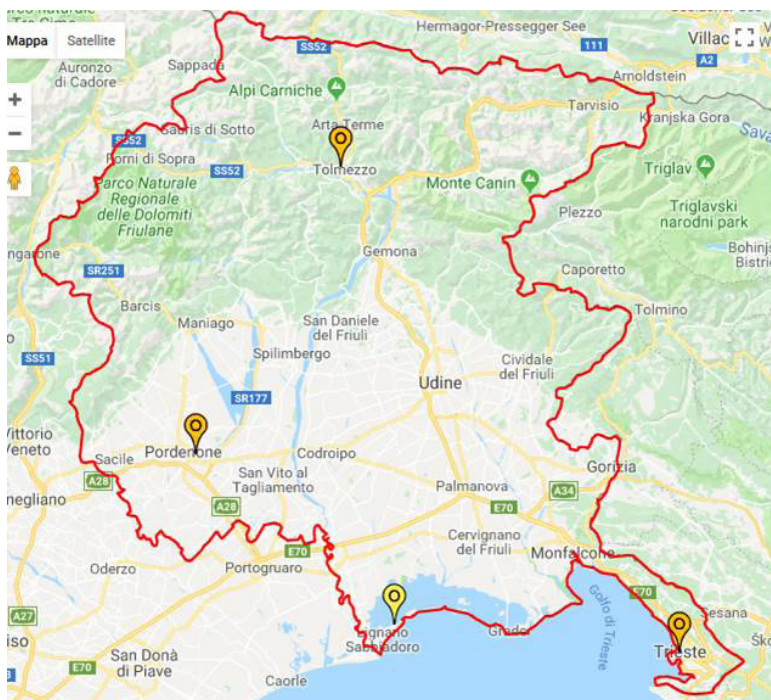 Hermagor-Pressegger See
Mappa
Satellite
SS52
111
Villac
A2
Auronzo
di Cadore
Sappada
Arnoldstein
Alpi Carniche
Tarvisio
Arta Terme
Kranjska Gora
Sava
SS52
Forni di Sopra
SS52
Tolmezzo
Triglav
Parco Naturale
Regionale
delle Dolomiti
Friulane
Monte Canin
Triglavski
narodni park
Plezzo
Gemona
Bohinjs
Bistric
ngarone
SR251
Caporetto
Barcis
Maniago
San Daniele
del Friuli
Tolmino
SS51
Spilimbergo
Cividale
del Friuli
Udine
SR177
Vittorio
Veneto
Sacile
Pordenone
Codroipo
Gorizia
A28
San Vito al
Tagliamento
Palmanova
A34
negliano
A28
E70
Cervignano
del Friuli
Monfalcone
E70
Oderzo
Portogruaro
E70
A27
Golfo di
Trieste
Sesana
Lignano
Sabbiadoro
Grado
Trieste
San Donà
di Piave
Caorle